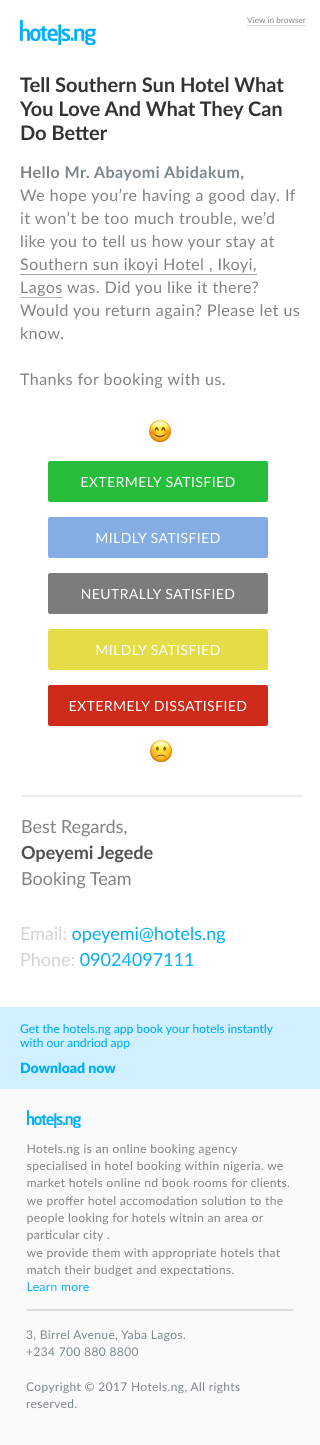 View in browser
hotels.ng
Tell Southern Sun Hotel What
You Love And What They Can
Do Better
Hello Mr. Abayomi Abidakum,
We hope you’re having a good day. If
it won’t be too much trouble, we’d
like you to tell us how your stay at
Southern sun ikoyi Hotel , Ikoyi,
Lagos was. Did you like it there?
Would you return again? Please let us
know.
Thanks for booking with us.
EXTERMELY SATISFIED
MILDLY SATISFIED
NEUTRALLY SATISFIED
MILDLY SATISFIED
EXTERMELY DISSATISFIED
Best Regards,
Opeyemi Jegede
Booking Team
Email: opeyemi@hotels.ng
Phone: 09024097111
Get the hotels.ng app book your hotels instantly
with our andriod app
Download now
hotels.ng
Hotels.ng is an online booking agency
specialised in hotel booking within nigeria. we
market hotels online nd book rooms for clients.
we proffer hotel accomodation solution to the
people looking for hotels witnin an area or
particular city .
we provide them with appropriate hotels that
match their budget and expectations.
Learn more
3, Birrel Avenue, Yaba Lagos.
+234 700 880 8800
Copyright © 2017 Hotels.ng, All rights
reserved.